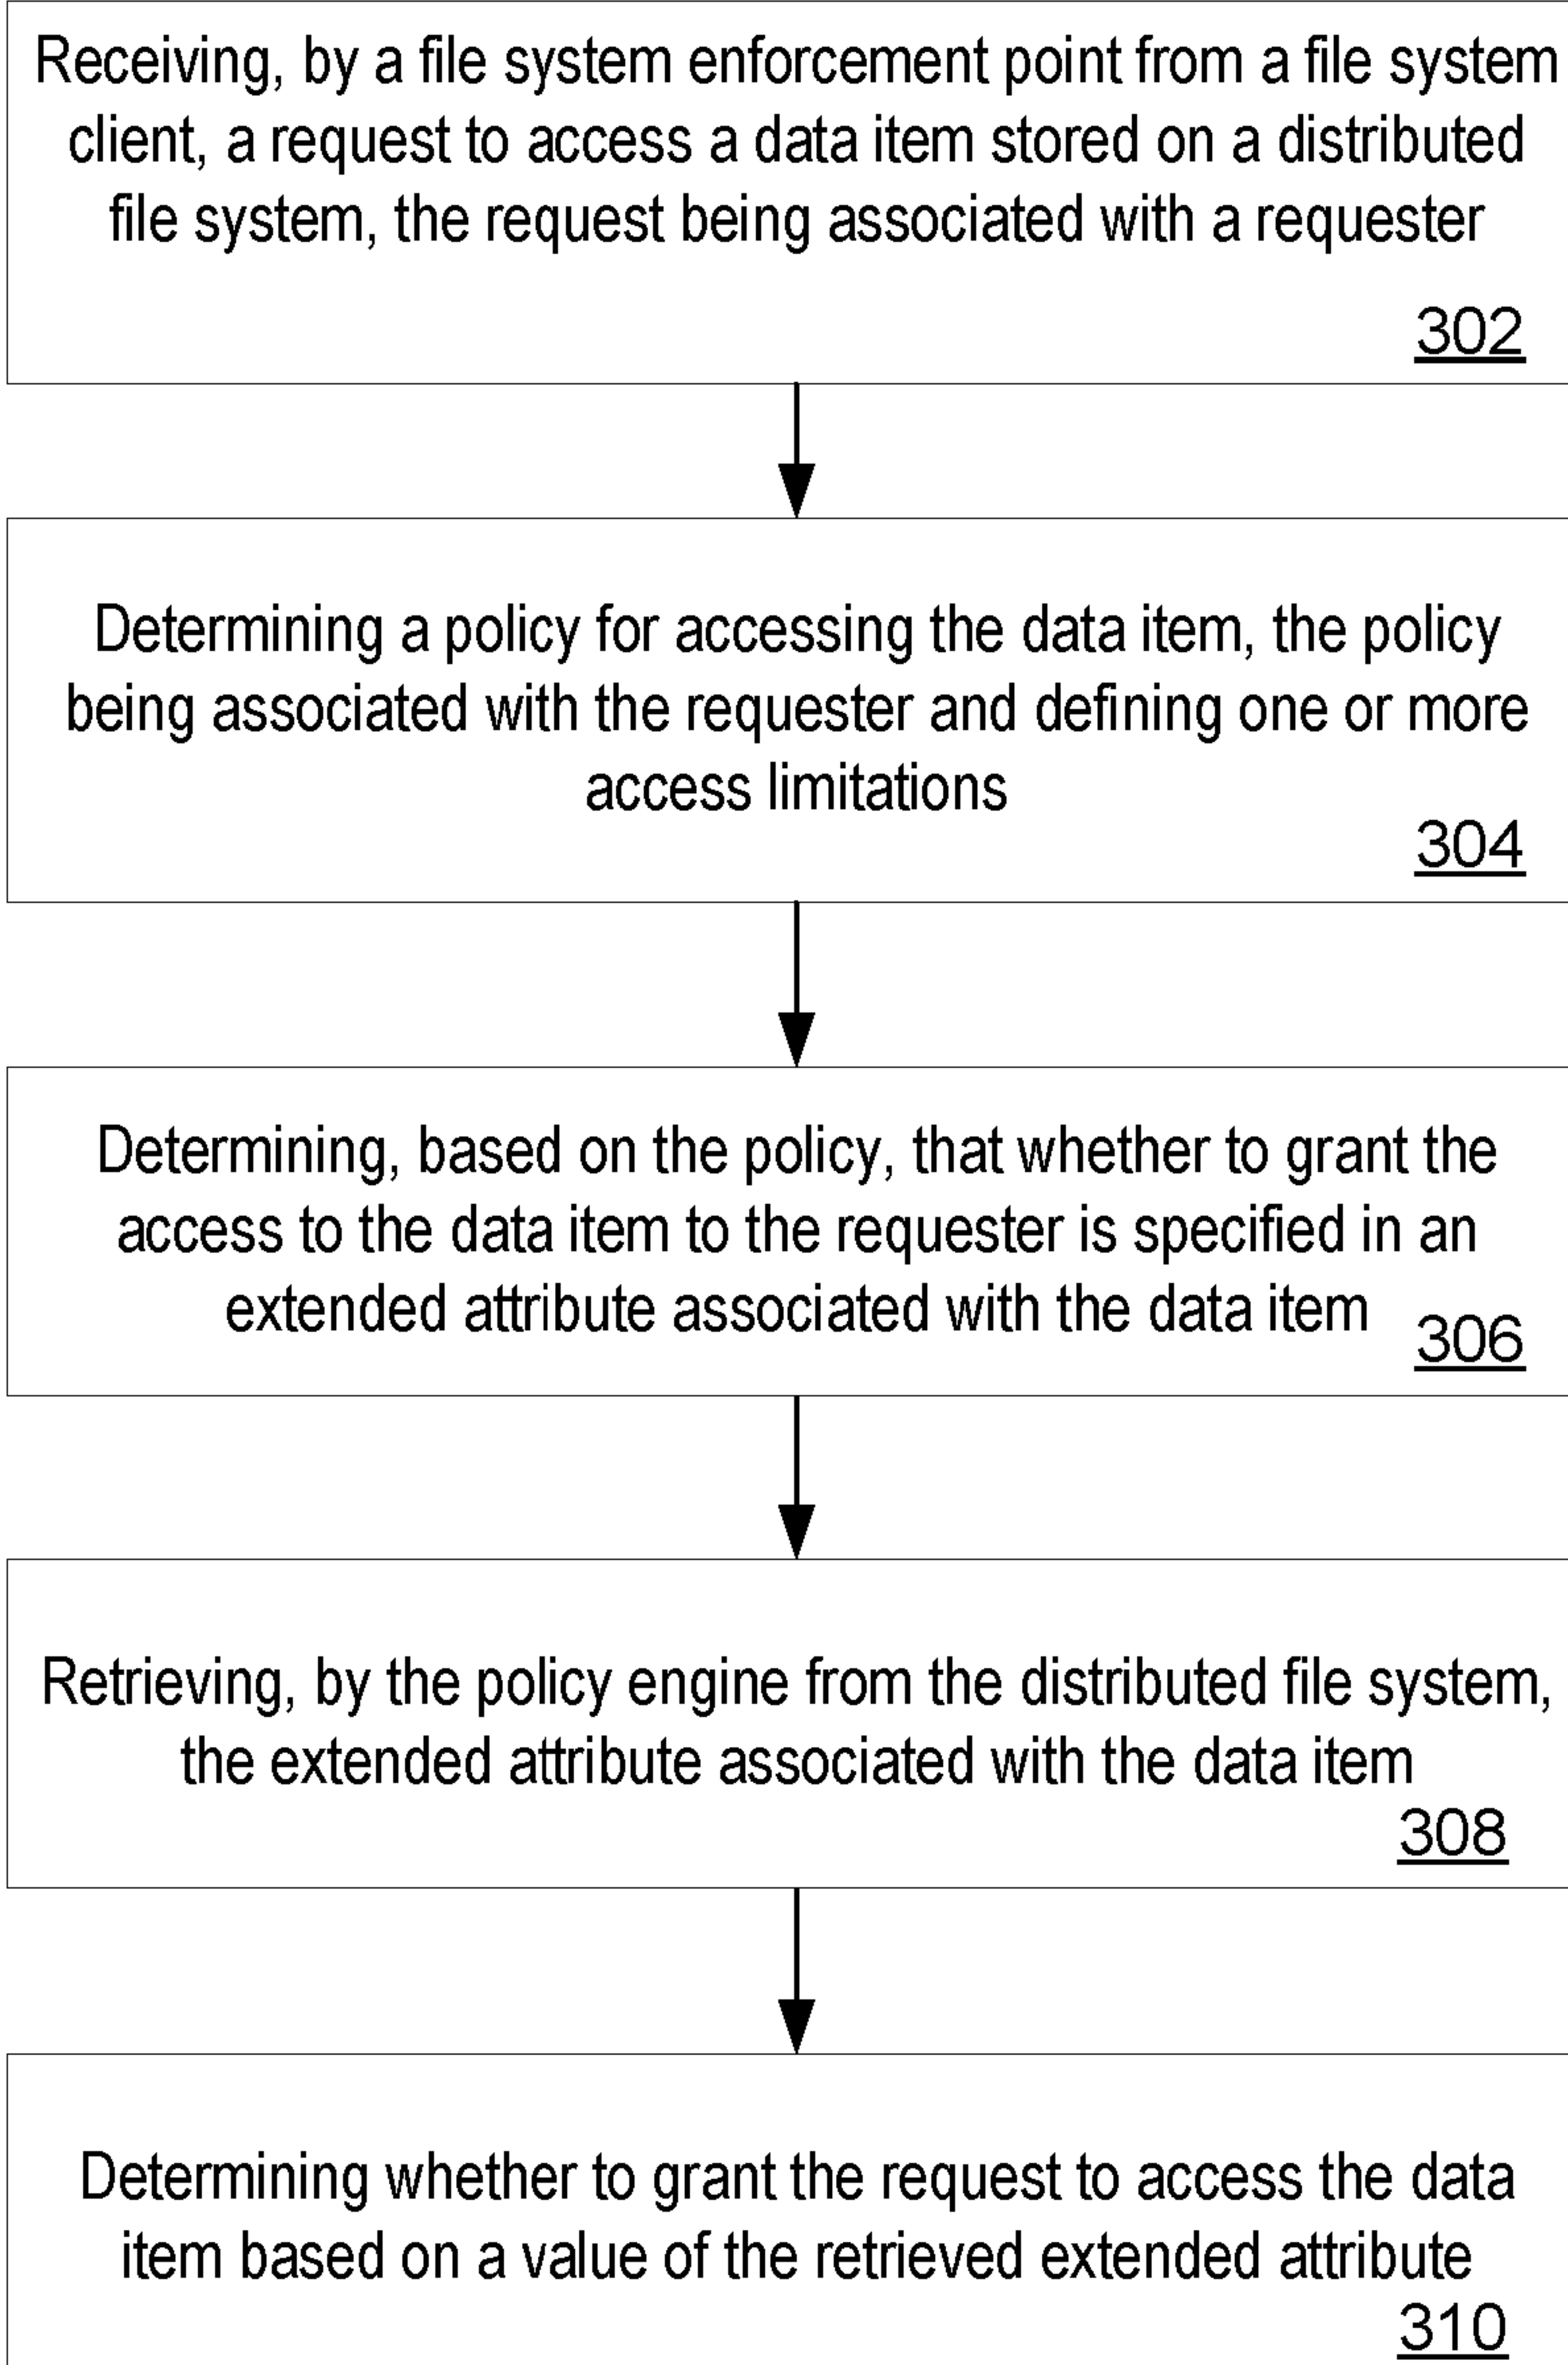 Receiving, by a file system enforcement point from a file system
client, a request to access a data item stored on a distributed
file system, the request being associated with a requester
302
Determining a policy for accessing the data item, the policy
being associated with the requester and defining one or more
access limitations
304
Determining, based on the policy, that whether to grant the
access to the data item to the requester is specified in an
extended attribute associated with the data item
306
Retrieving, by the policy engine from the distributed file system,
the extended attribute associated with the data item
308
Determining whether to grant the request to access the data
item based on a value of the retrieved extended attribute
310